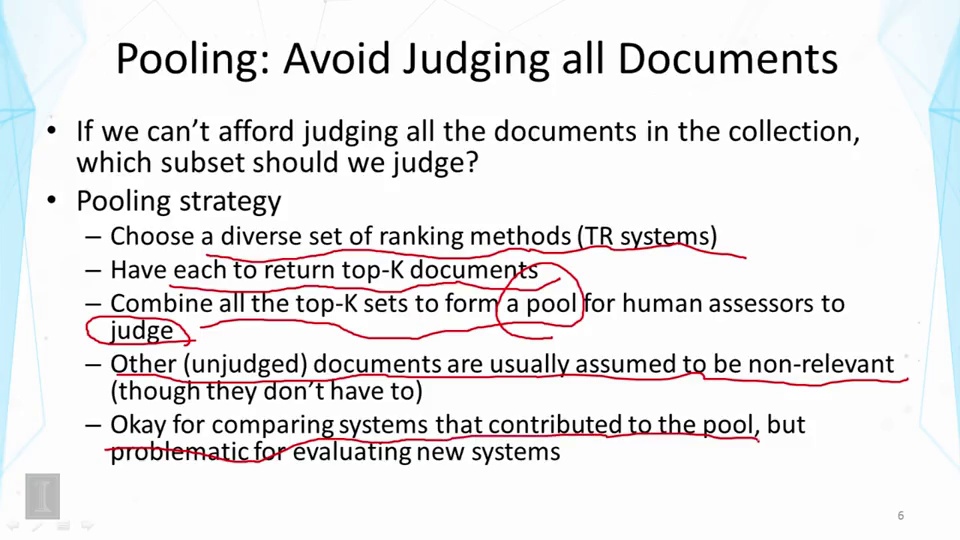 Pooling: Avoid Judging all Documents
• If we can't afford judging all the documents in the collection,
which subset should we judge?
• Pooling strategy
– Choose a diverse set of ranking methods (TR systems)
– Have each to return top-K documents
– Combine all the top-K sets to form a pool for human assessors to
judge
– Other (unjudged) documents are usually assumed to be non-relevant
(though they don't have to)
– Okay for comparing systems that contributed to the pool, but
problematic for evaluating new systems
I
6